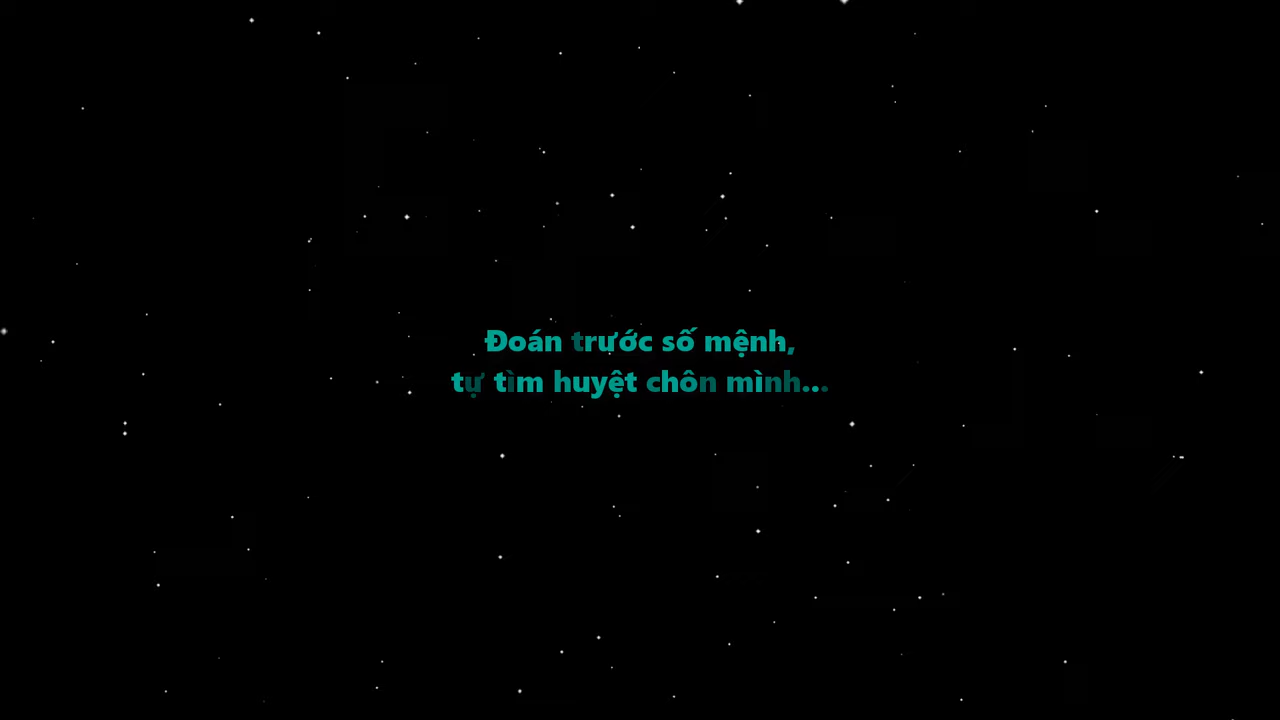 Đoán trước số mệnh,
tự tìm huyệt chôn mình...